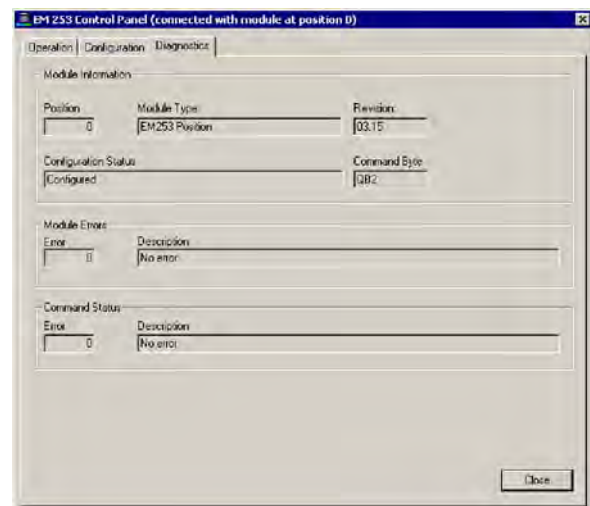 EM 253 Control Panel (connected with module at position 0)
Operation Configuration Diagnostics
Module Information
Position Module Type Revision:
0 EM253 Position 03.15
Configuration Status Command Byte
Configured QB2
Module Errors
Error Description
0 No error
Command Status
Error Description
0 No error
Close